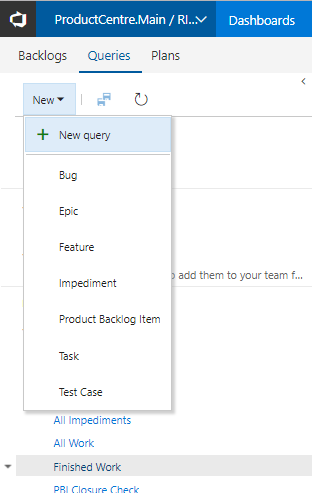 ProductCentre.Main / RI...
Dashboards
Backlogs
Queries
Plans
New
New query
Bug
Epic
Feature
Impediment
o add them to your team f...
Product Backlog Item
Task
Test Case
All Impediments
All Work
Finished Work
PBI Closure Check